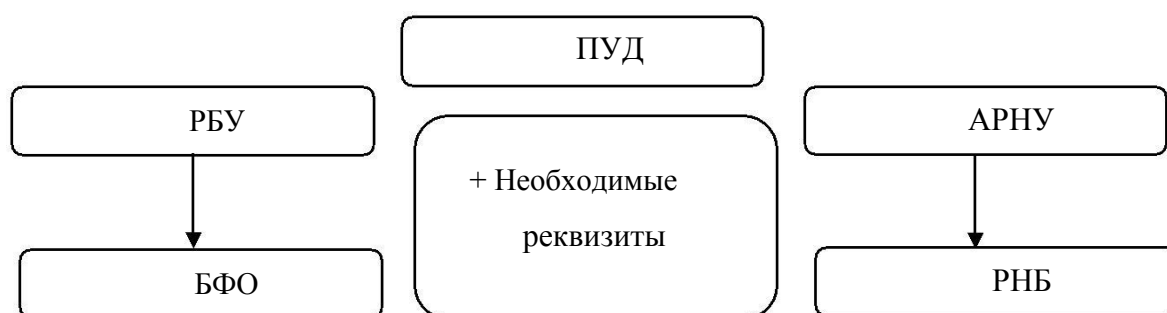 ПУД
РБУ
АРНУ
+ Необходимые
реквизиты
БФО
РНБ